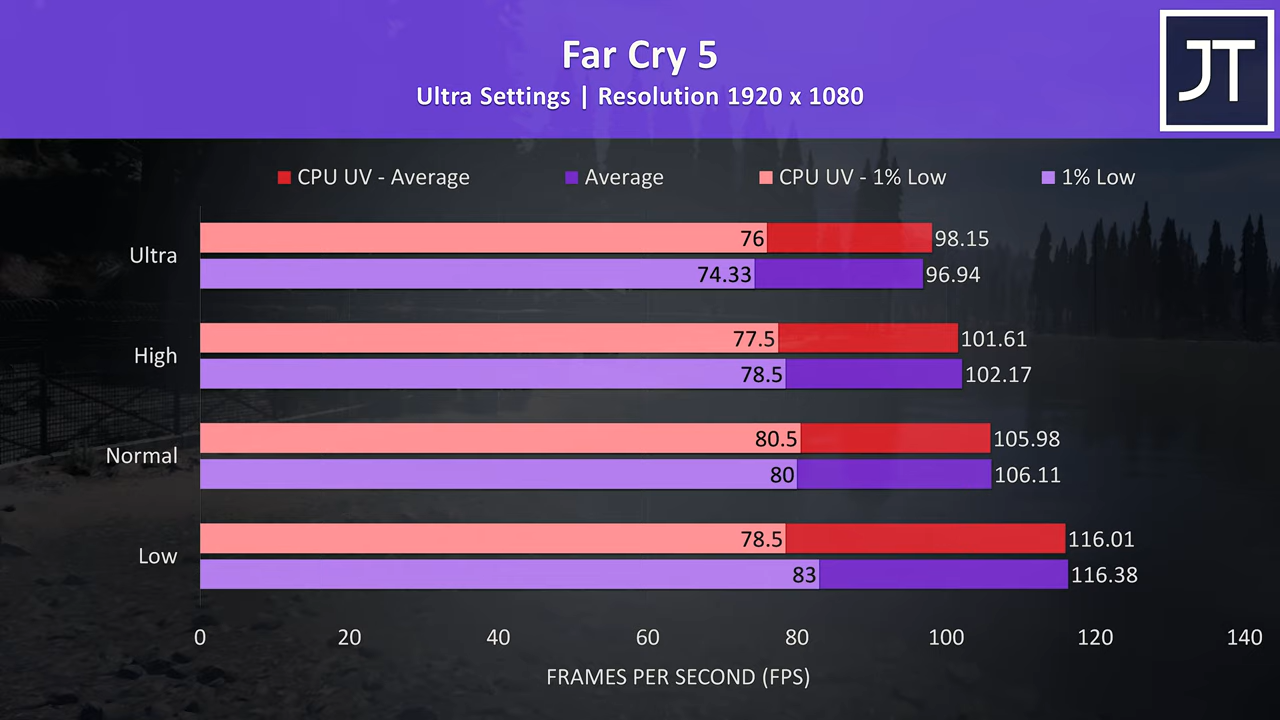 Far Cry 5
JT
Ultra Settings | Resolution 1920 x 1080
CPU UV - Average Average CPU UV - 1% Low 1% Low
Ultra
76 98.15
74.33 96.94
High
77.5 101.61
78.5 102.17
Normal
80.5 105.98
80 106.11
Low
78.5 116.01
83 116.38
0 20 40 60 80 100 120 140
FRAMES PER SECOND (FPS)